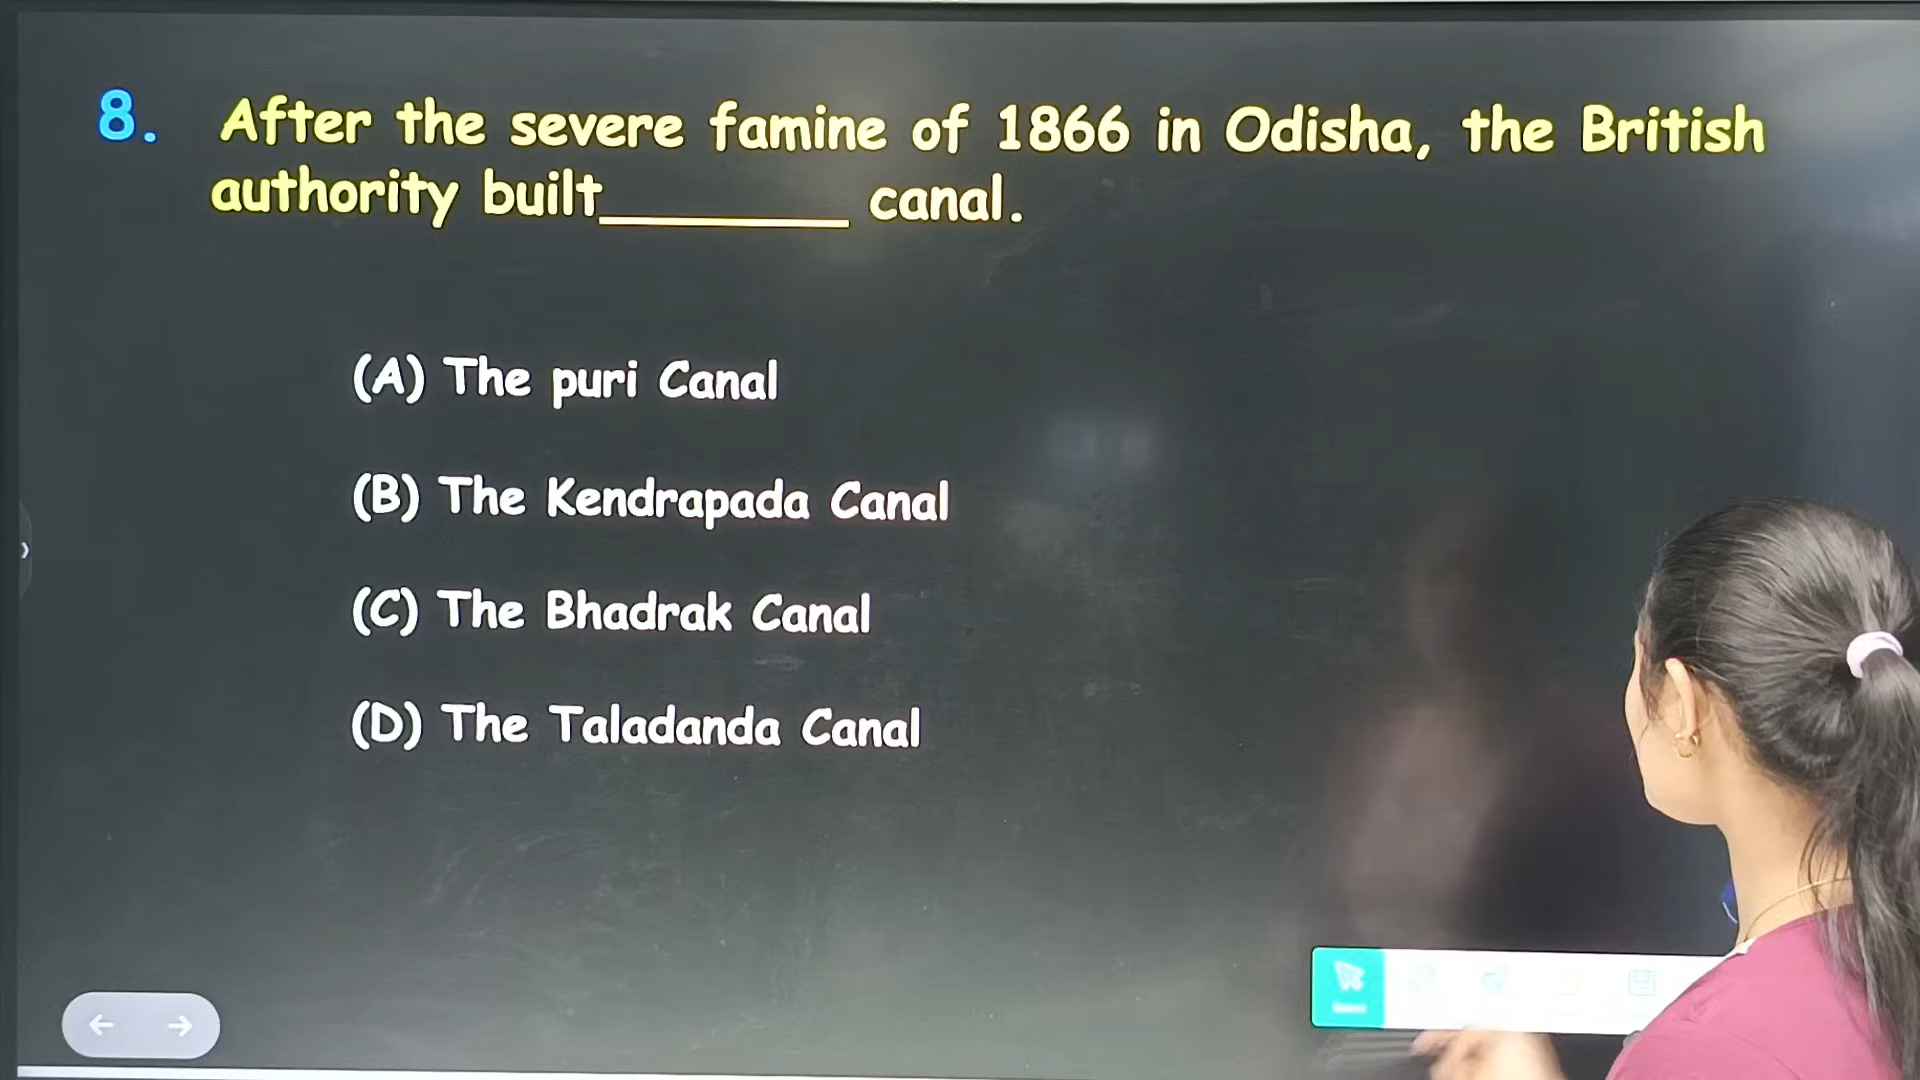 8. After the severe famine of 1866 in Odisha, the British
authority built________ canal.
(A) The puri Canal
(B) The Kendrapada Canal
(C) The Bhadrak Canal
(D) The Taladanda Canal